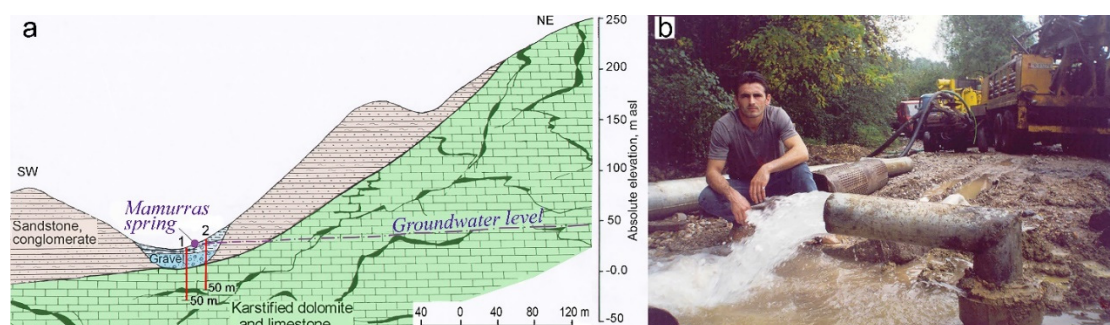 a
NE
250
200
150
100
50
-0.0
-50
Absolute elevation, m asl
SW
Mamurras
spring
1
2
Sandstone,
conglomerate
Gravel
Groundwater level
50 m
50 m
Karstified dolomite
and limestone
40 0 40 80 120 m
b